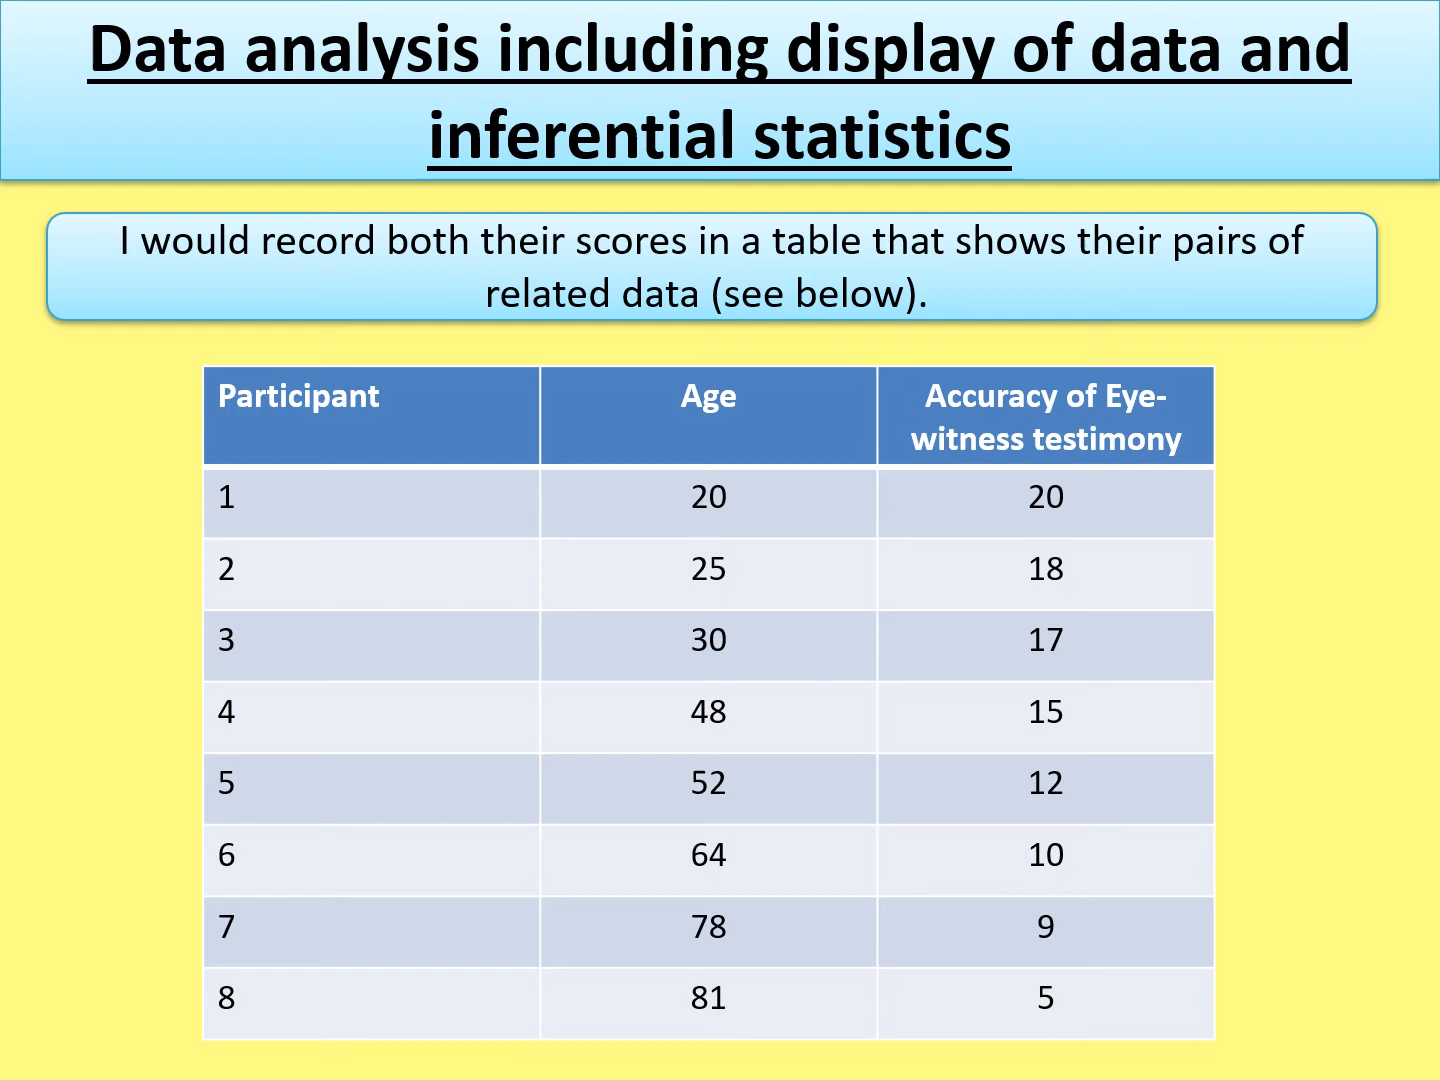 Data analysis including display of data and
inferential statistics
I would record both their scores in a table that shows their pairs of
related data (see below).
Participant Age Accuracy of Eye-
witness testimony
1 20 20
2 25 18
3 30 17
4 48 15
5 52 12
6 64 10
7 78 9
8 81 5